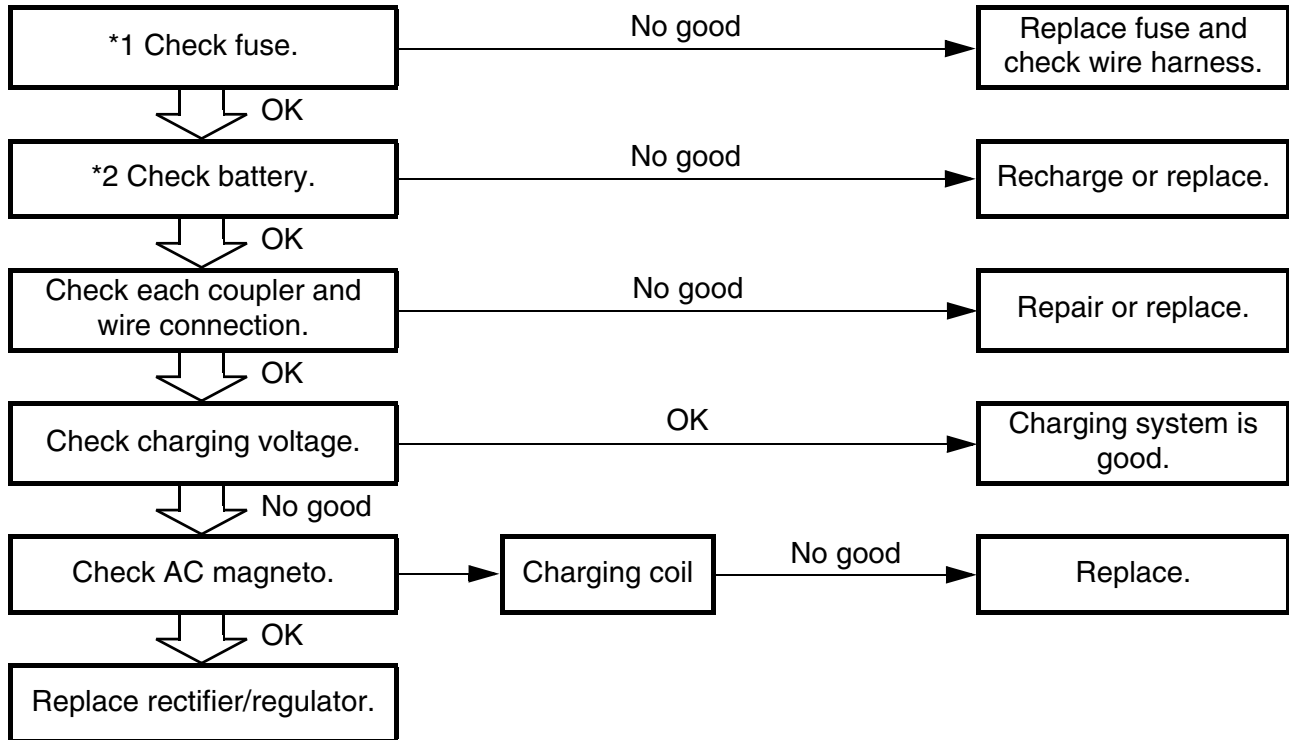 *1 Check fuse.
No good
Replace fuse and
check wire harness.
OK
*2 Check battery.
No good
Recharge or replace.
OK
Check each coupler and
wire connection.
No good
Repair or replace.
OK
Check charging voltage.
OK
Charging system is
good.
No good
Check AC magneto.
Charging coil
No good
Replace.
OK
Replace rectifier/regulator.